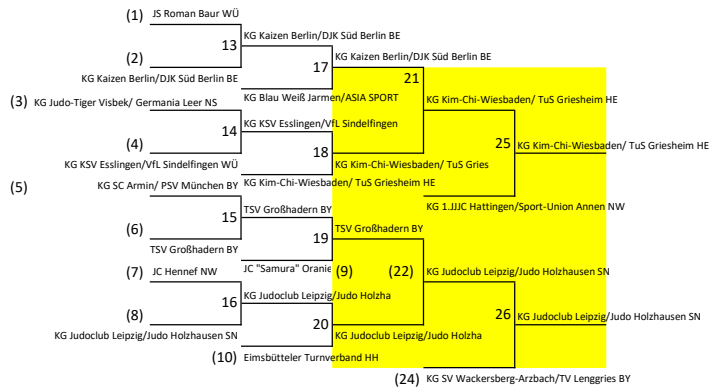 (1) JS Roman Baur WÜ
13 KG Kaizen Berlin/DJK Süd Berlin BE
(2) KG Kaizen Berlin/DJK Süd Berlin BE
17 KG Kaizen Berlin/DJK Süd Berlin BE
21
KG Blau Weiß Jarmen/ASIA SPORT
(3) KG Judo-Tiger Visbek/ Germania Leer NS
KG Kim-Chi-Wiesbaden/ TuS Griesheim HE
14 KG KSV Esslingen/VfL Sindelfingen
25 KG Kim-Chi-Wiesbaden/ TuS Griesheim HE
(4)
18
KG KSV Esslingen/VfL Sindelfingen WÜ
KG Kim-Chi-Wiesbaden/ TuS Gries
(5) KG SC Armin/ PSV München BY
KG Kim-Chi-Wiesbaden/ TuS Griesheim HE
KG 1.JJJC Hattingen/Sport-Union Annen NW
15 TSV Großhadern BY
(6)
19 TSV Großhadern BY
TSV Großhadern BY
JC "Samura" Oranie (9) (22)
(7) JC Hennef NW
KG Judoclub Leipzig/Judo Holzhausen SN
16 KG Judoclub Leipzig/Judo Holzha
(8)
26 KG Judoclub Leipzig/Judo Holzhausen SN
20
KG Judoclub Leipzig/Judo Holzhausen SN
KG Judoclub Leipzig/Judo Holzha
(10) Eimsbütteler Turnverband HH
(24) KG SV Wackersberg-Arzbach/TV Lenggries BY